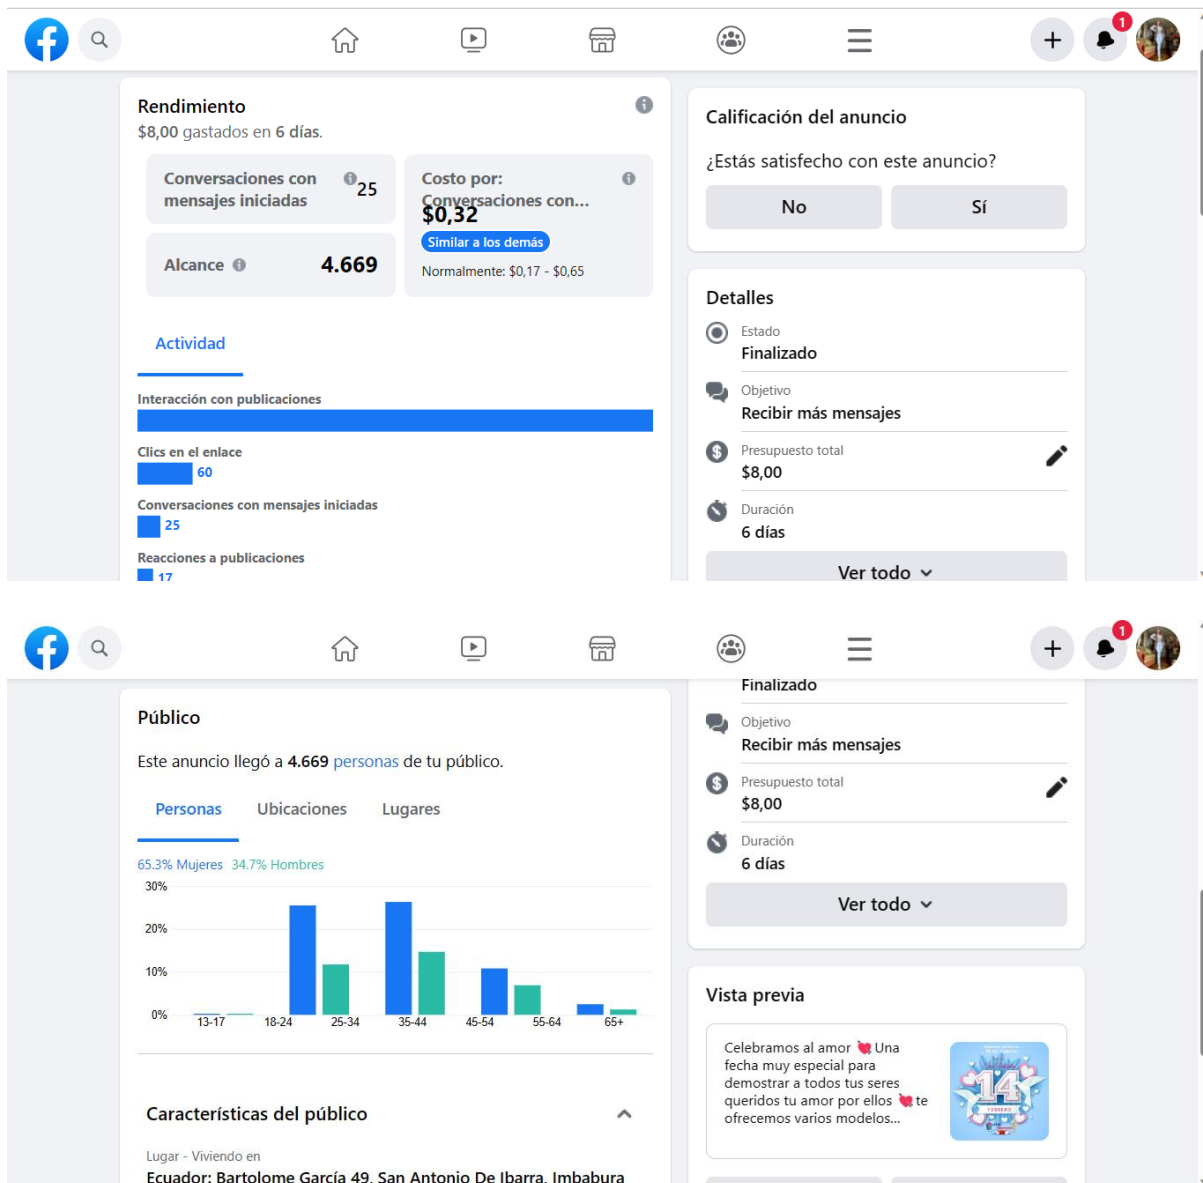 1
Rendimiento
$8,00 gastados en 6 días.
Conversaciones con
mensajes iniciadas
25
Costo por:
Conversaciones con...
$0,32
Similar a los demás
Normalmente: $0,17 - $0,65
Alcance
4.669
Actividad
Interacción con publicaciones
Clics en el enlace
60
Conversaciones con mensajes iniciadas
25
Reacciones a publicaciones
17
Calificación del anuncio
¿Estás satisfecho con este anuncio?
No
Sí
Detalles
Estado
Finalizado
Objetivo
Recibir más mensajes
Presupuesto total
$8,00
Duración
6 días
Ver todo
1
Público
Este anuncio llegó a 4.669 personas de tu público.
Personas Ubicaciones Lugares
65.3% Mujeres 34.7% Hombres
30%
20%
10%
0%
13-17 18-24 25-34 35-44 45-54 55-64 65+
Características del público
Lugar - Viviendo en
Ecuador: Bartolome García 49, San Antonio De Ibarra, Imbabura
Finalizado
Objetivo
Recibir más mensajes
Presupuesto total
$8,00
Duración
6 días
Ver todo
Vista previa
Celebramos al amor 💘 Una
fecha muy especial para
demostrar a todos tus seres
queridos tu amor por ellos 💘 te
ofrecemos varios modelos...
14
FEBRERO